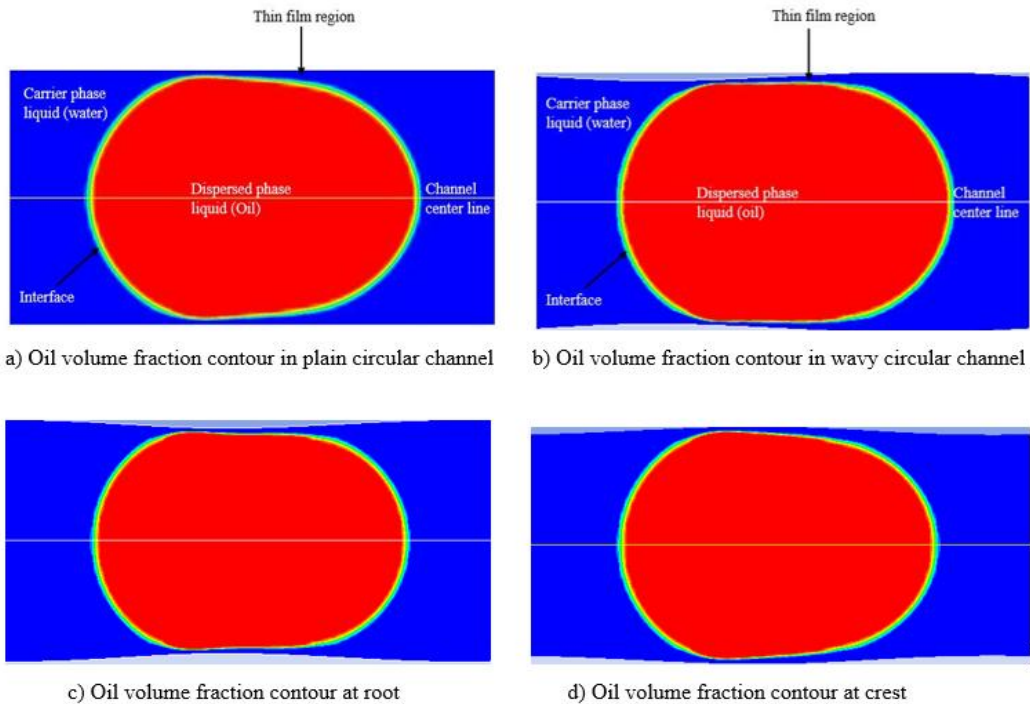 Thin film region
Carrier phase
liquid (water)
Dispersed phase
liquid (Oil)
Channel
center line
Interface
a) Oil volume fraction contour in plain circular channel
Thin film region
Carrier phase
liquid (water)
Dispersed phase
liquid (oil)
Channel
center line
Interface
b) Oil volume fraction contour in wavy circular channel
c) Oil volume fraction contour at root
d) Oil volume fraction contour at crest